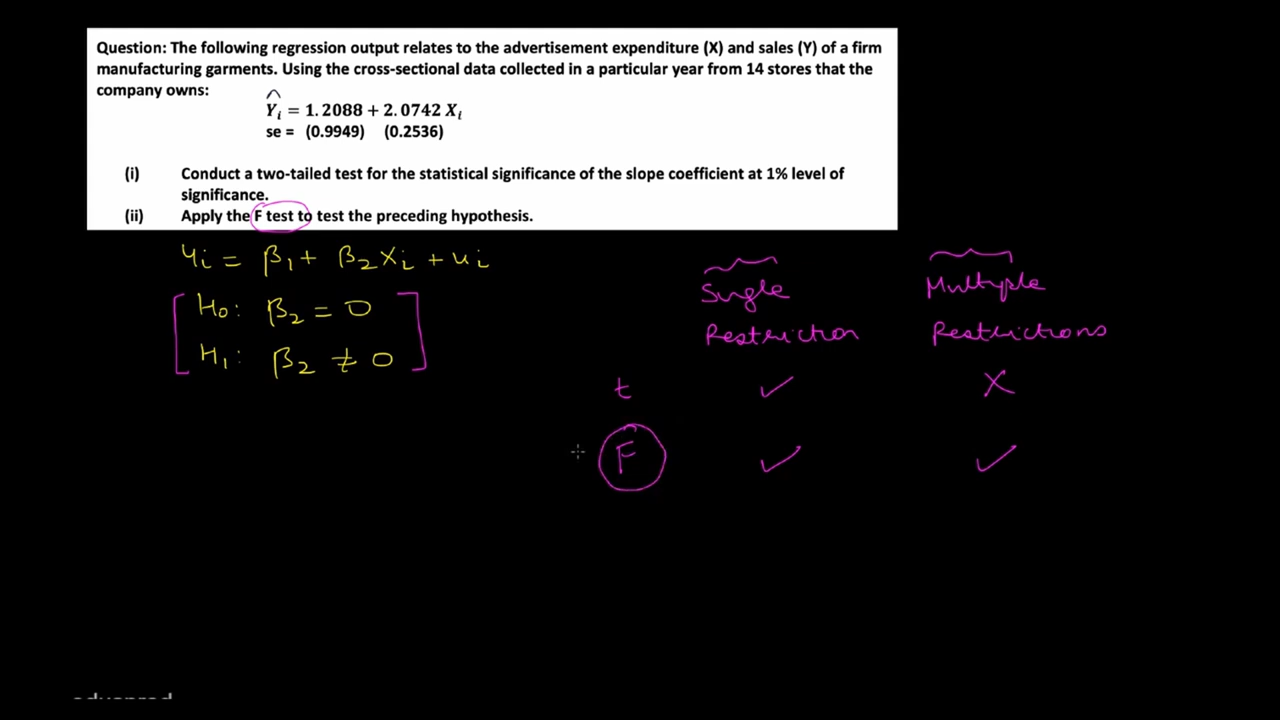 Question: The following regression output relates to the advertisement expenditure (X) and sales (Y) of a firm
manufacturing garments. Using the cross-sectional data collected in a particular year from 14 stores that the
company owns:
Ŷᵢ = 1.2088 + 2.0742 Xᵢ
se = (0.9949) (0.2536)
(i) Conduct a two-tailed test for the statistical significance of the slope coefficient at 1% level of
significance.
(ii) Apply the F test to test the preceding hypothesis.
Yi = β₁ + β₂ Xi + ui
H₀: β₂ = 0
H₁: β₂ ≠ 0
Single Multiple
Restriction Restrictions
t ✓ X
F ✓ ✓